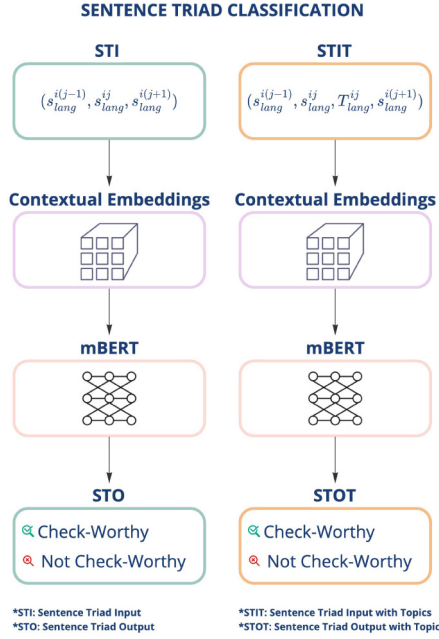 SENTENCE TRIAD CLASSIFICATION
STI
STIT
(s_{lang}^{i(j-1)}, s_{lang}^{ij}, s_{lang}^{i(j+1)})
(s_{lang}^{i(j-1)}, s_{lang}^{ij}, T_{lang}^{ij}, s_{lang}^{i(j+1)})
Contextual Embeddings
Contextual Embeddings
mBERT
mBERT
STO
STOT
Check-Worthy
Not Check-Worthy
Check-Worthy
Not Check-Worthy
*STI: Sentence Triad Input
*STO: Sentence Triad Output
*STIT: Sentence Triad Input with Topics
*STOT: Sentence Triad Output with Topic